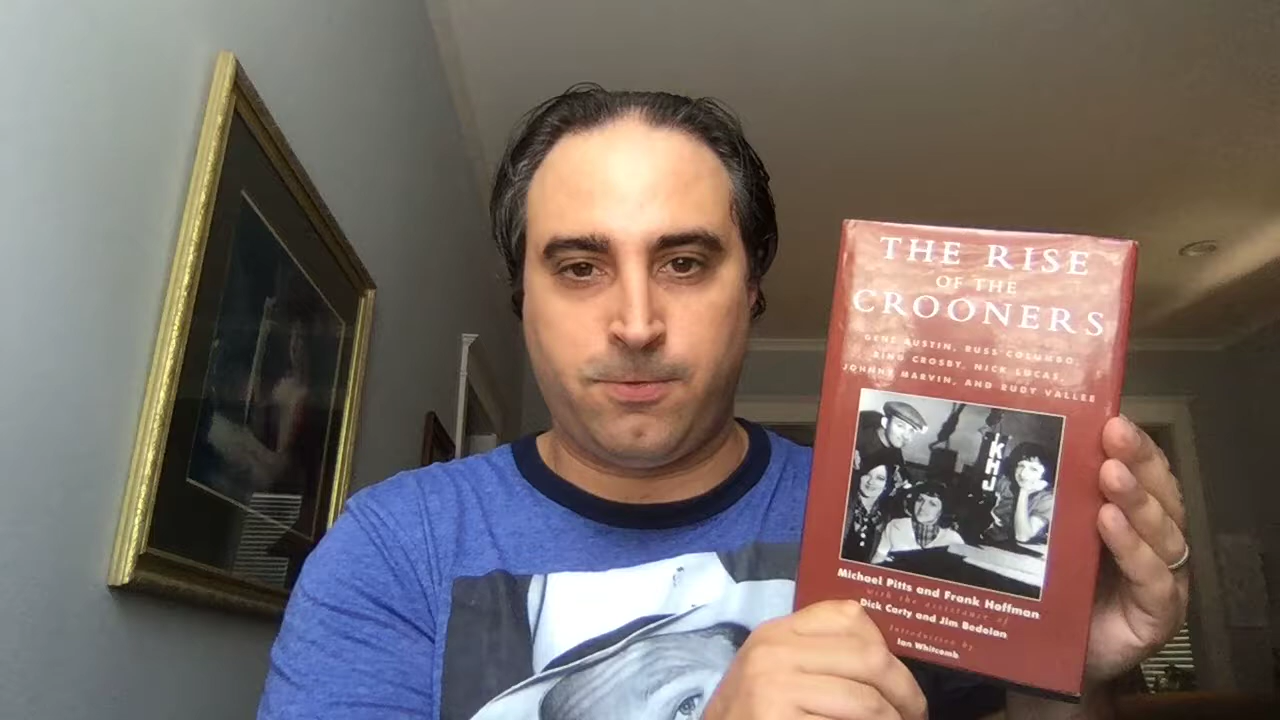 THE RISE
OF THE
CROONERS
GENE AUSTIN, RUSS COLUMBO,
BING CROSBY, NICK LUCAS,
JOHNNY MARVIN, AND RUDY VALLEE
KHJ
Michael Pitts and Frank Hoffman
with the assistance of
Dick Carty and Jim Bedoian
Introduction by
Ian Whitcomb